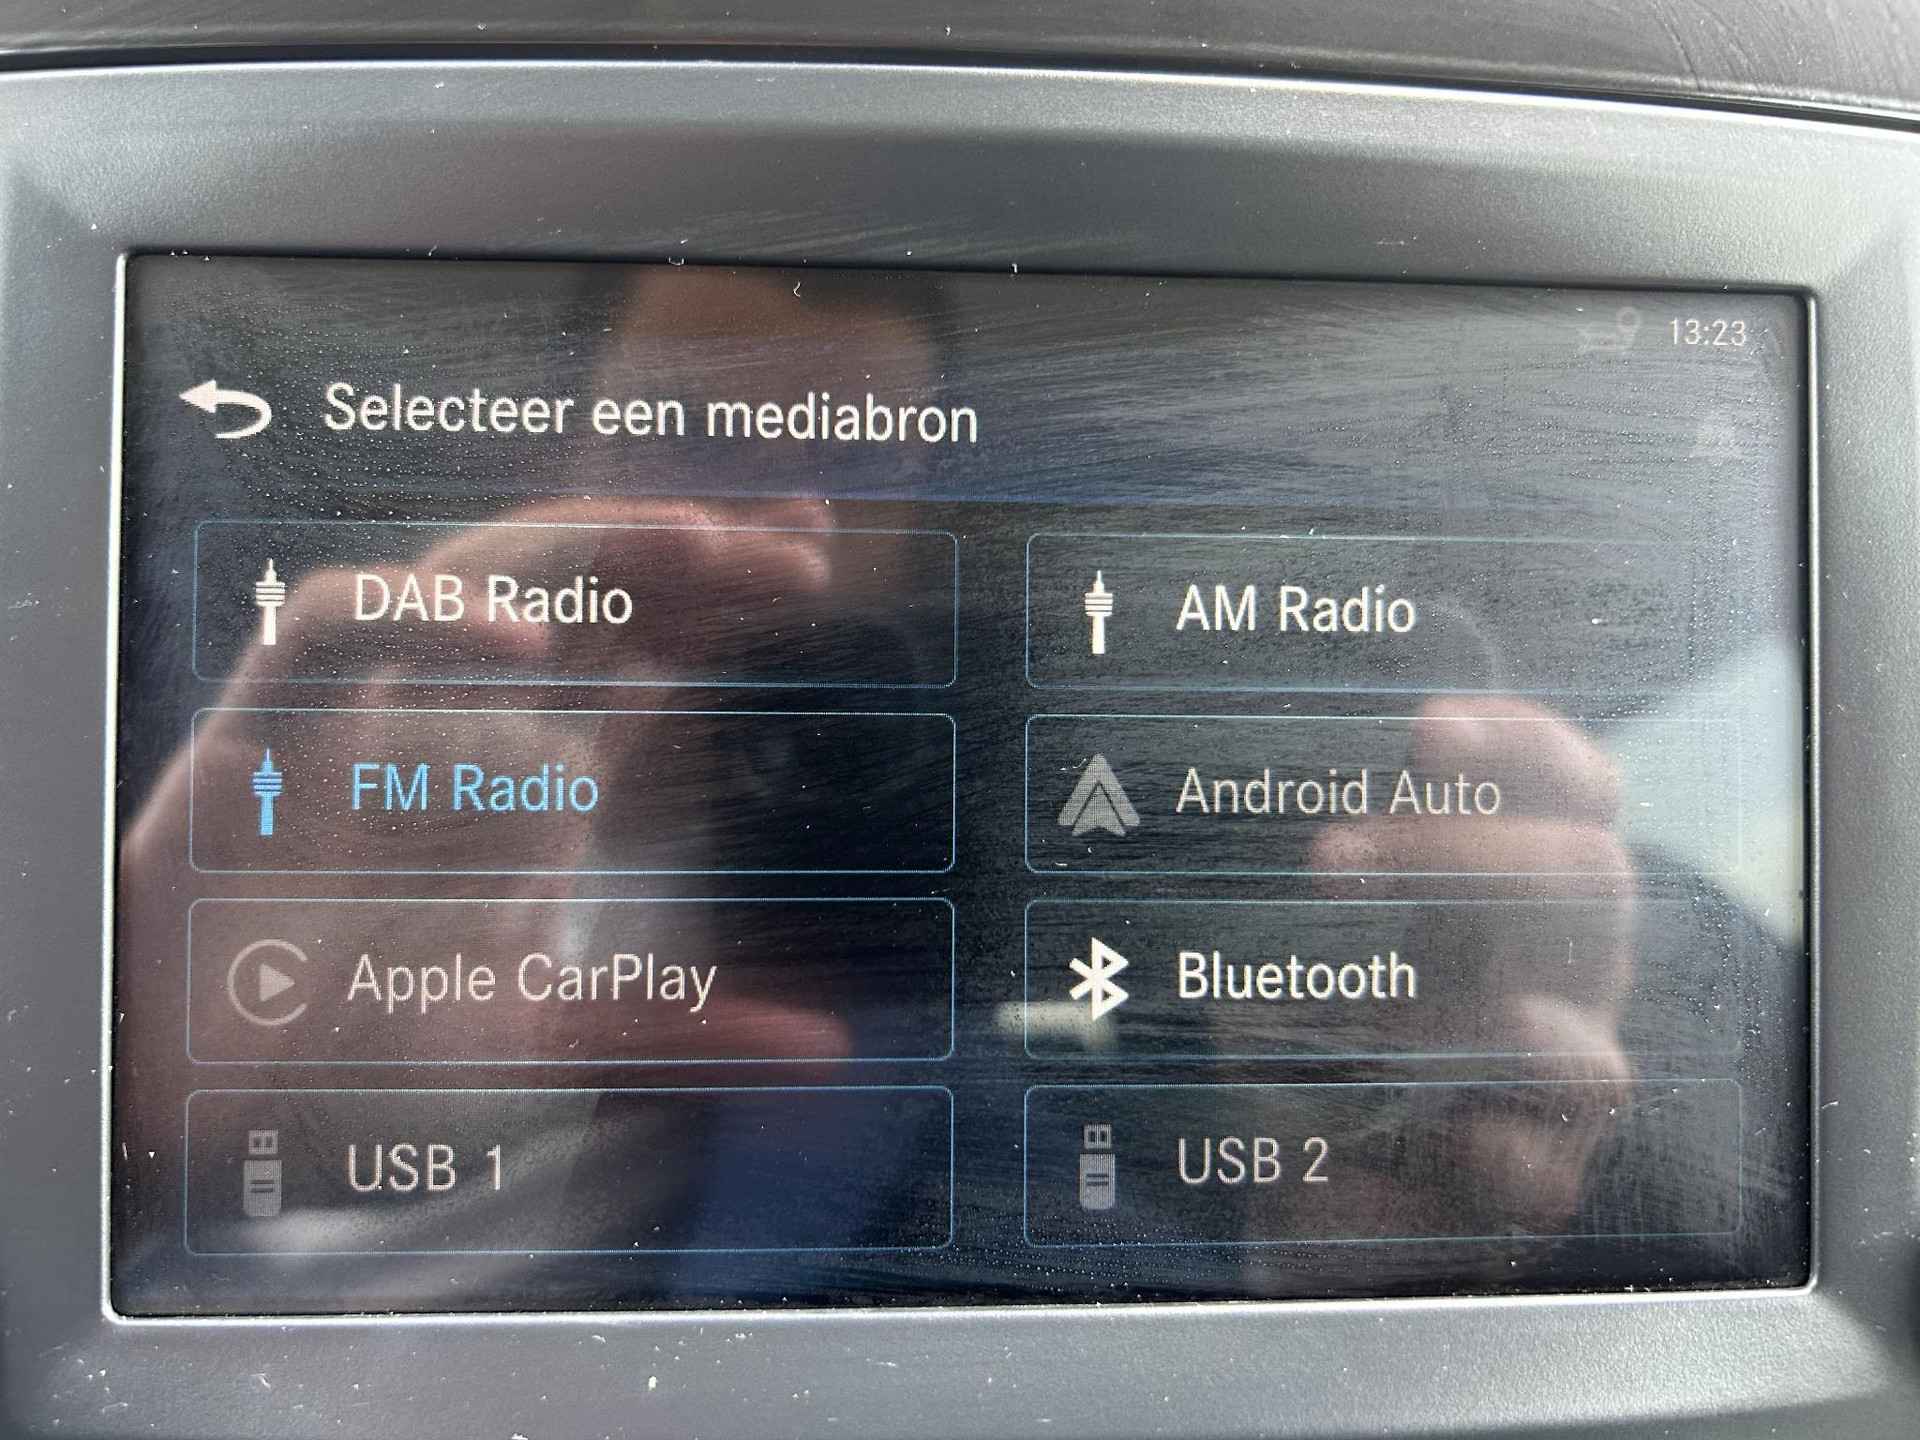 13:23
Selecteer een mediabron
DAB Radio
AM Radio
FM Radio
Android Auto
Apple CarPlay
Bluetooth
USB 1
USB 2